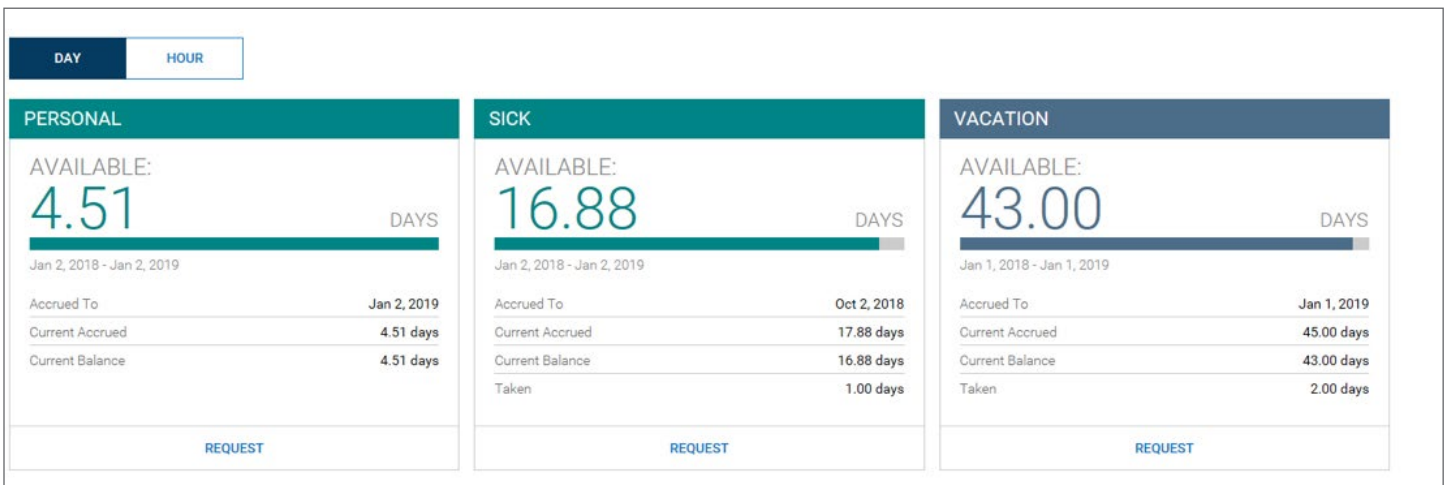 DAY HOUR
PERSONAL
AVAILABLE:
4.51 DAYS
Jan 2, 2018 - Jan 2, 2019
Accrued To Jan 2, 2019
Current Accrued 4.51 days
Current Balance 4.51 days
REQUEST
SICK
AVAILABLE:
16.88 DAYS
Jan 2, 2018 - Jan 2, 2019
Accrued To Oct 2, 2018
Current Accrued 17.88 days
Current Balance 16.88 days
Taken 1.00 days
REQUEST
VACATION
AVAILABLE:
43.00 DAYS
Jan 1, 2018 - Jan 1, 2019
Accrued To Jan 1, 2019
Current Accrued 45.00 days
Current Balance 43.00 days
Taken 2.00 days
REQUEST